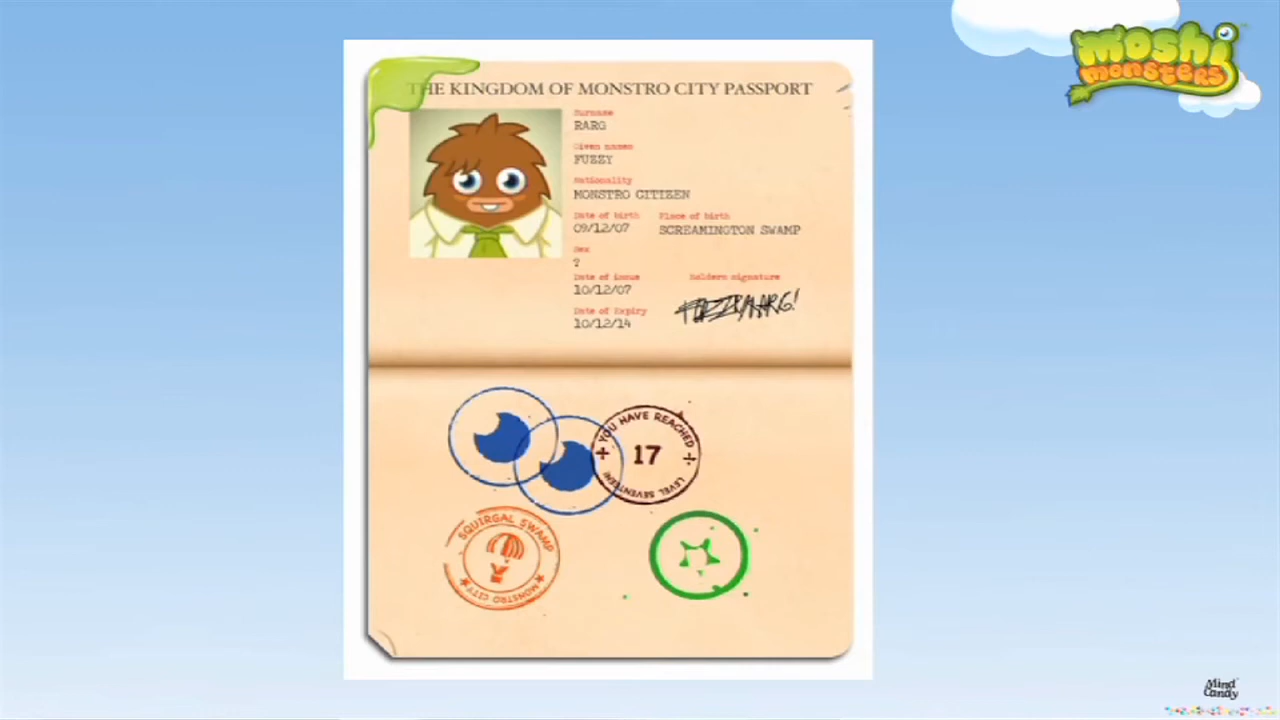 moshi
monsters
THE KINGDOM OF MONSTRO CITY PASSPORT
Surname
RARG
Given names
FUZZY
Nationality
MONSTRO CITIZEN
Date of birth Place of birth
09/12/07 SCREAMINGTON SWAMP
Sex
?
Date of issue Holders signature
10/12/07
Date of Expiry
10/12/14
YOU HAVE REACHED
17
LEVEL SEVENTEEN!
SQUIRGAL SWAMP
MONSTRO CITY
Mind
Candy